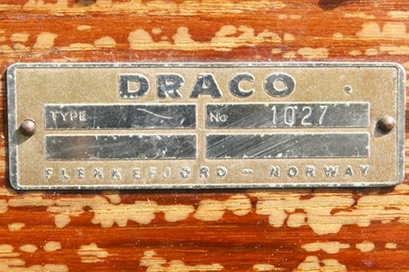 DRACO
TYPE No 1027
FLEKKEFJORD - NORWAY